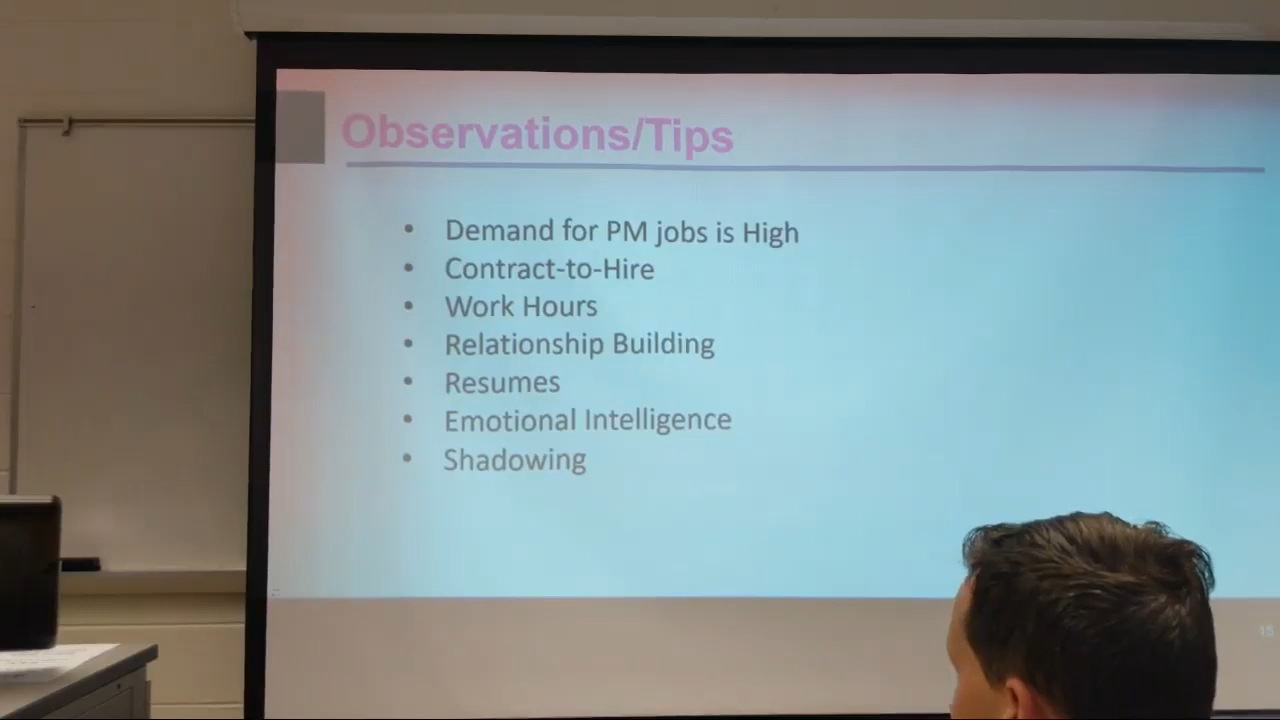 Observations/Tips
• Demand for PM jobs is High
• Contract-to-Hire
• Work Hours
• Relationship Building
• Resumes
• Emotional Intelligence
• Shadowing
15